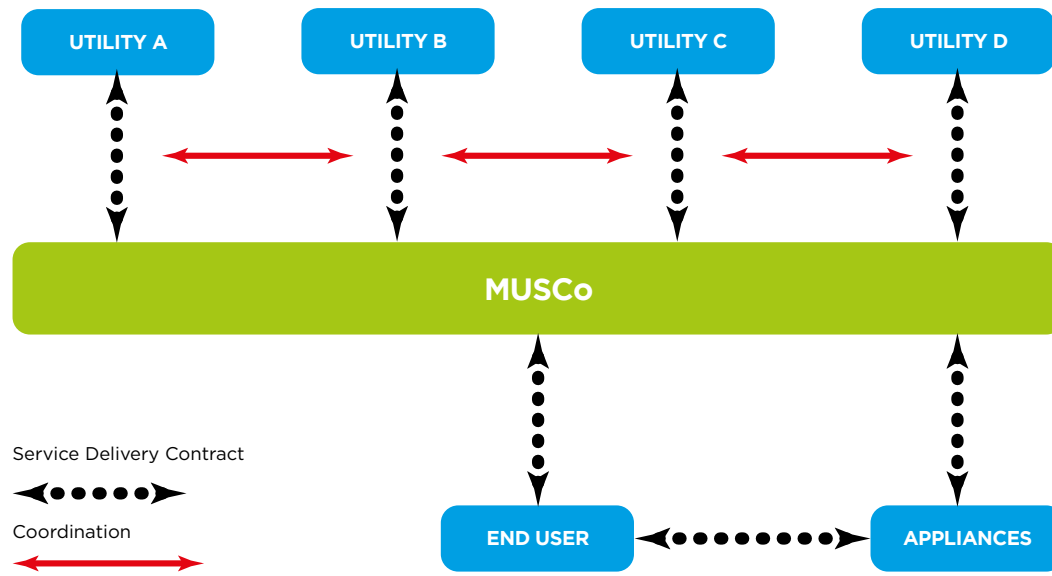 UTILITY A
UTILITY B
UTILITY C
UTILITY D
MUSCo
Service Delivery Contract
Coordination
END USER
APPLIANCES